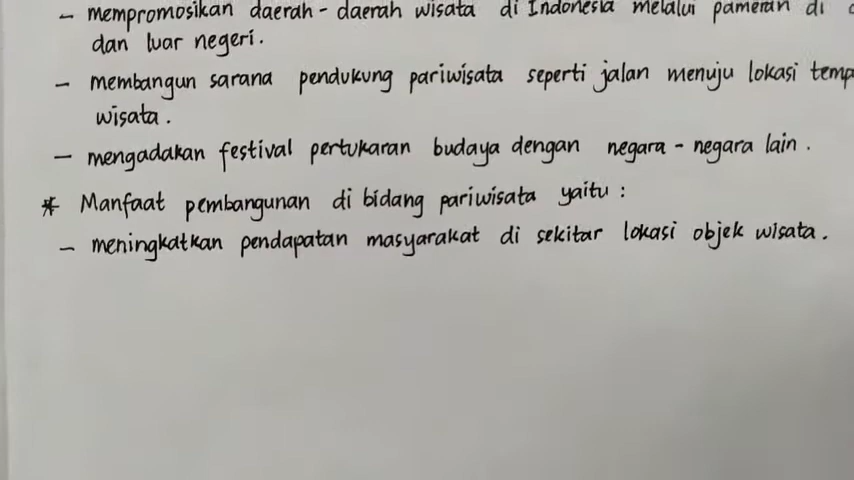 - mempromosikan daerah - daerah wisata di Indonesia melalui pameran di
dan luar negeri.
- membangun sarana pendukung pariwisata seperti jalan menuju lokasi
wisata.
- mengadakan festival pertukaran budaya dengan negara - negara lain.
* Manfaat pembangunan di bidang pariwisata yaitu :
- meningkatkan pendapatan masyarakat di sekitar lokasi objek wisata.